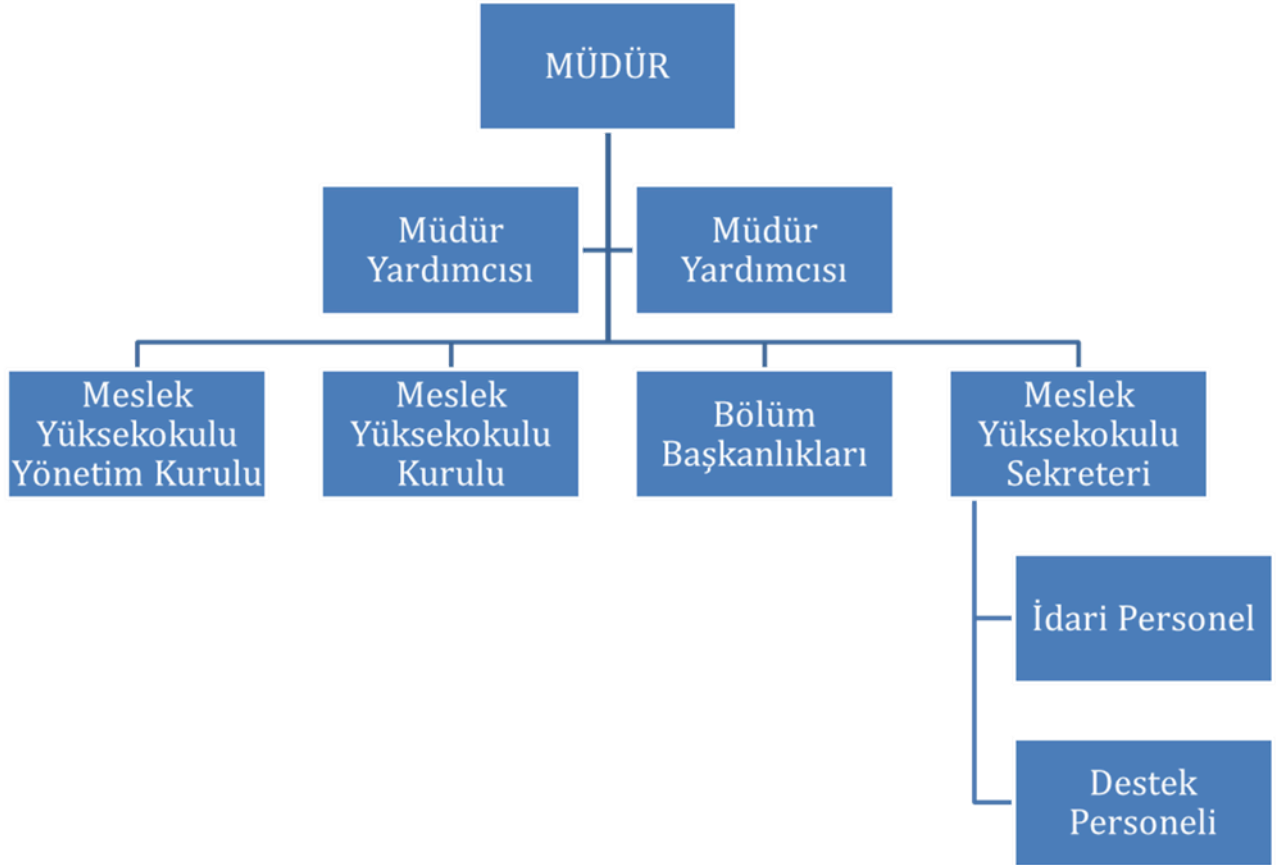 MÜDÜR
Müdür
Yardımcısı
Müdür
Yardımcısı
Meslek
Yüksekokulu
Yönetim Kurulu
Meslek
Yüksekokulu
Kurulu
Bölüm
Başkanlıkları
Meslek
Yüksekokulu
Sekreteri
İdari Personel
Destek
Personeli